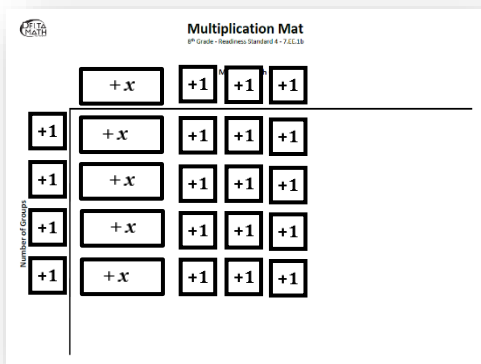 DELTA
MATH
Multiplication Mat
8th Grade - Readiness Standard 4 - 7.EE.1b
+x +1 +1 +1
+1 +x +1 +1 +1
+1 +x +1 +1 +1
+1 +x +1 +1 +1
+1 +x +1 +1 +1
Number of Groups